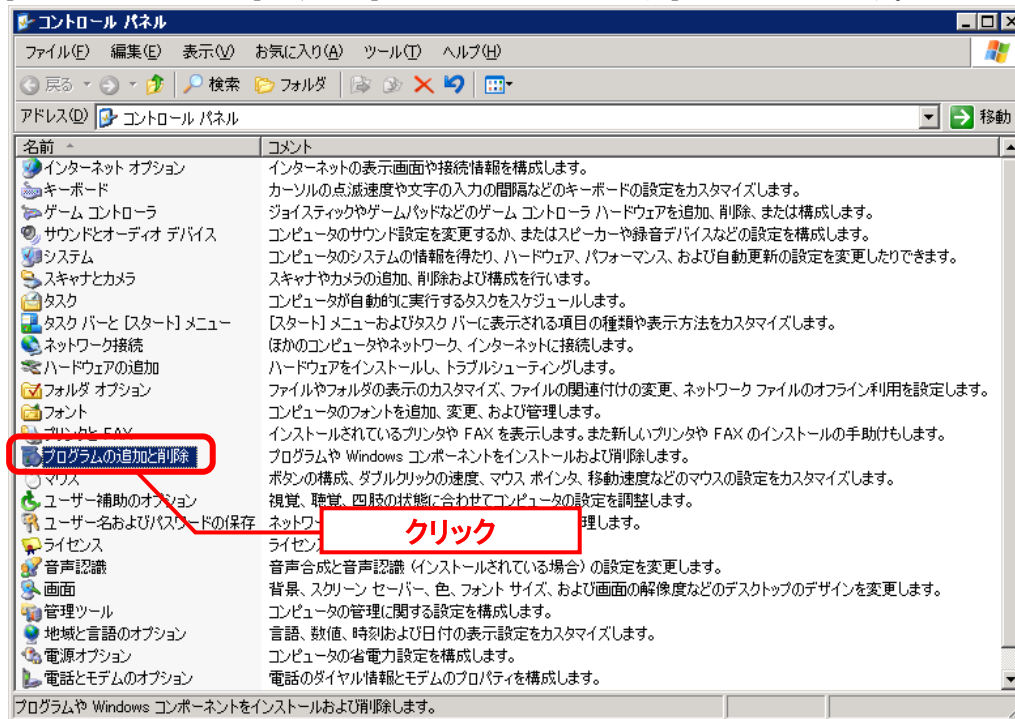 コントロール パネル
ファイル(F) 編集(E) 表示(V) お気に入り(A) ツール(T) ヘルプ(H)
戻る 検索 フォルダ
アドレス(D) コントロール パネル 移動
名前 コメント
インターネット オプション インターネットの表示画面や接続情報を構成します。
キーボード カーソルの点滅速度や文字の入力の間隔などのキーボードの設定をカスタマイズします。
ゲーム コントローラ ジョイスティックやゲームパッドなどのゲーム コントローラ ハードウェアを追加、削除、または構成します。
サウンドとオーディオ デバイス コンピュータのサウンド設定を変更するか、またはスピーカーや録音デバイスなどの設定を構成します。
システム コンピュータのシステムの情報を得たり、ハードウェア、パフォーマンス、および自動更新の設定を変更したりできます。
スキャナとカメラ スキャナやカメラの追加、削除および構成を行います。
タスク コンピュータが自動的に実行するタスクをスケジュールします。
タスク バーと [スタート] メニュー [スタート] メニューおよびタスク バーに表示される項目の種類や表示方法をカスタマイズします。
ネットワーク接続 ほかのコンピュータやネットワーク、インターネットに接続します。
ハードウェアの追加 ハードウェアをインストールし、トラブルシューティングします。
フォルダ オプション ファイルやフォルダの表示のカスタマイズ、ファイルの関連付けの変更、ネットワーク ファイルのオフライン利用を設定します。
フォント コンピュータのフォントを追加、変更、および管理します。
プリンタと FAX インストールされているプリンタや FAX を表示します。また新しいプリンタや FAX のインストールの手助けもします。
プログラムの追加と削除 プログラムや Windows コンポーネントをインストールおよび削除します。
マウス ボタンの構成、ダブルクリックの速度、マウス ポインタ、移動速度などのマウスの設定をカスタマイズします。
ユーザー補助のオプション 視覚、聴覚、四肢の状態に合わせてコンピュータの設定を調整します。
ユーザー名およびパスワードの保存 ネットワー 理します。
クリック
ライセンス ライセン
音声認識 音声合成と音声認識 (インストールされている場合) の設定を変更します。
画面 背景、スクリーン セーバー、色、フォント サイズ、および画面の解像度などのデスクトップのデザインを変更します。
管理ツール コンピュータの管理に関する設定を構成します。
地域と言語のオプション 言語、数値、時刻および日付の表示設定をカスタマイズします。
電源オプション コンピュータの省電力設定を構成します。
電話とモデムのオプション 電話のダイヤル情報とモデムのプロパティを構成します。
プログラムや Windows コンポーネントをインストールおよび削除します。